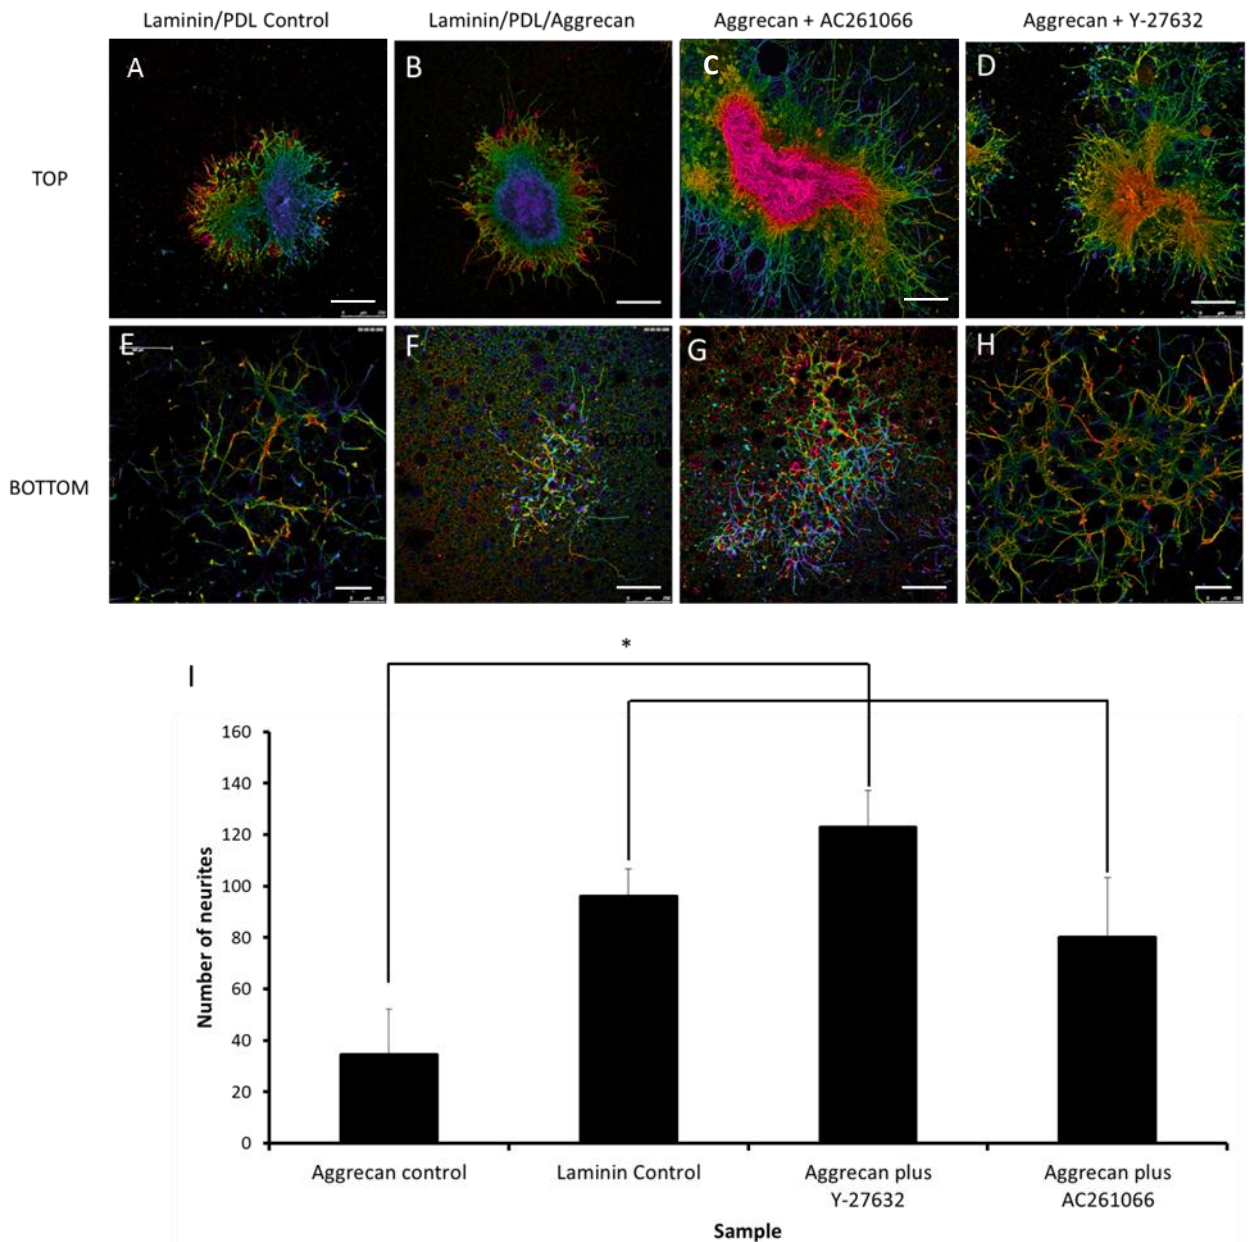 Laminin/PDL Control
Laminin/PDL/Aggrecan
Aggrecan + AC261066
Aggrecan + Y-27632
TOP
A
B
C
D
BOTTOM
E
F
G
H
BOTTOM
I
*
160
140
120
100
80
60
40
20
0
Number of neurites
Aggrecan control
Laminin Control
Aggrecan plus
Y-27632
Aggrecan plus
AC261066
Sample